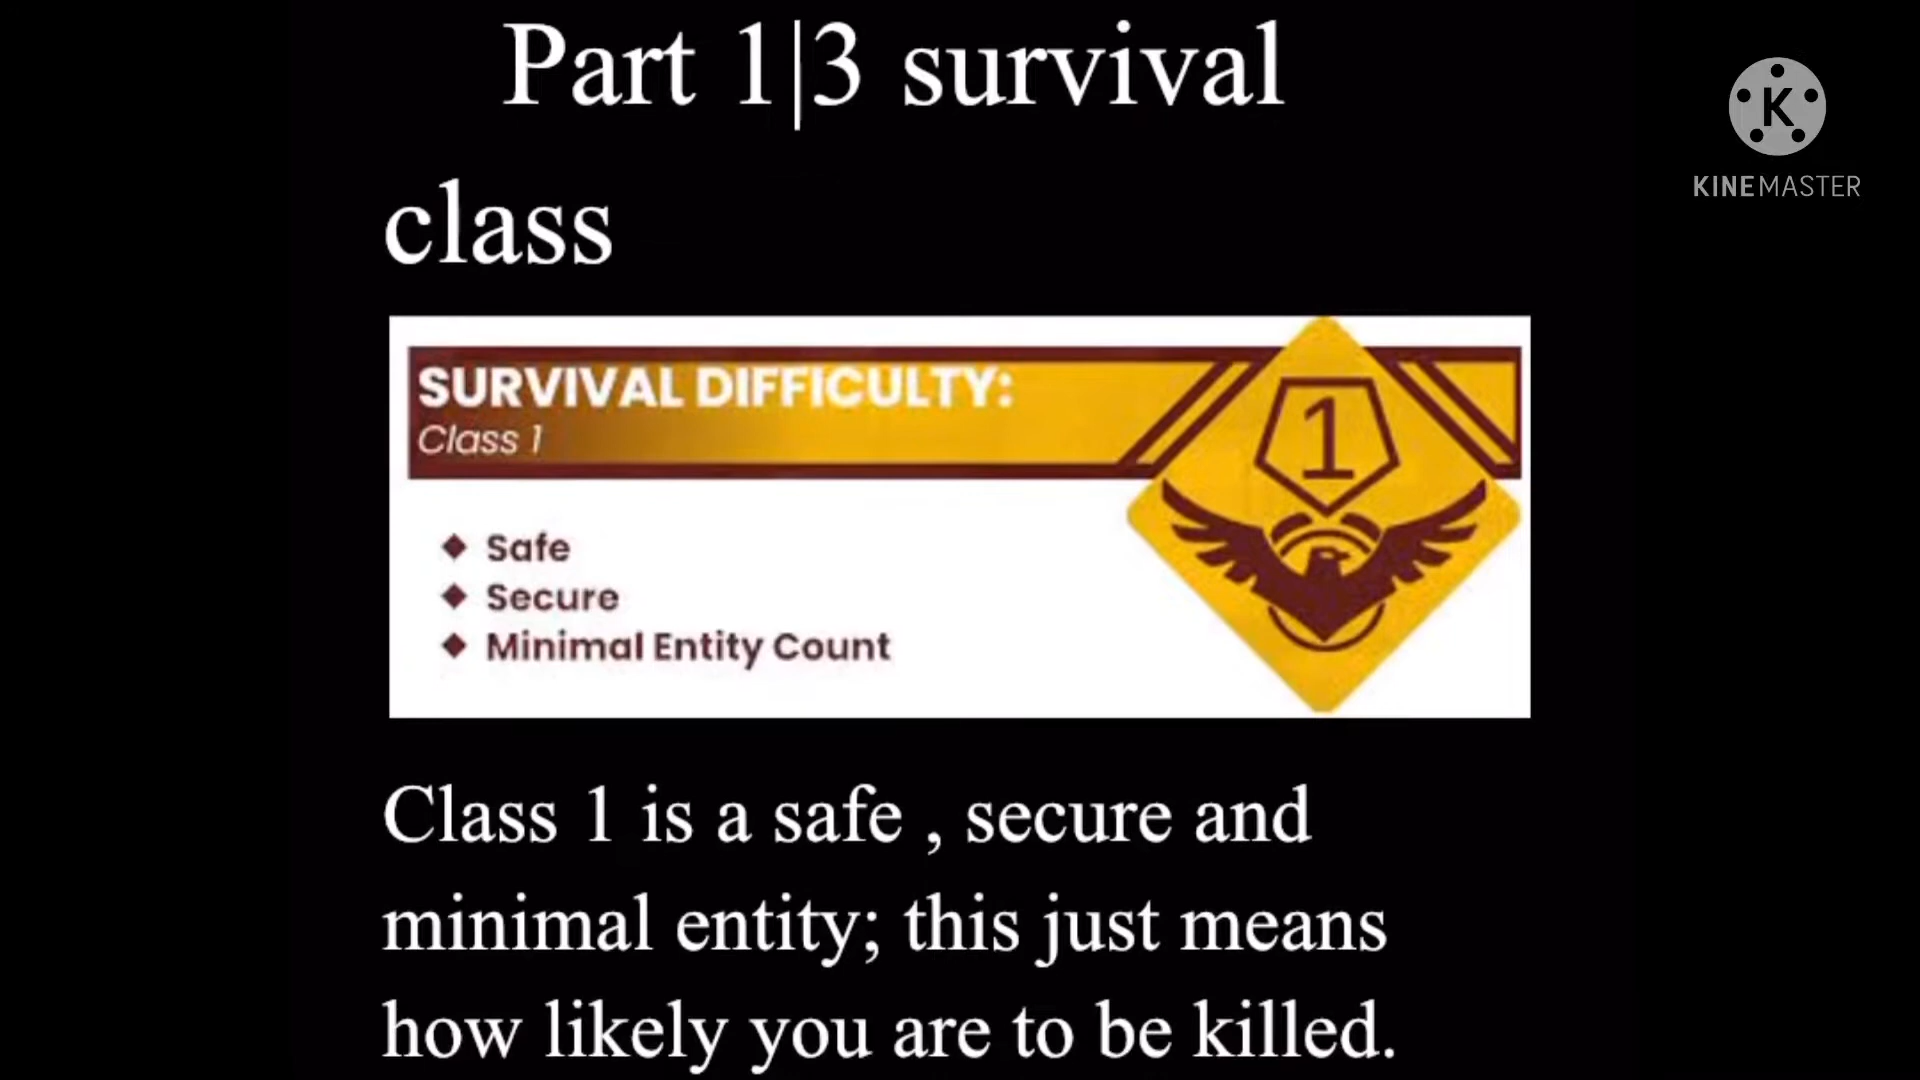 Part 1|3 survival
class
K
KINEMASTER
SURVIVAL DIFFICULTY:
Class 1
1
Safe
Secure
Minimal Entity Count
Class 1 is a safe , secure and
minimal entity; this just means
how likely you are to be killed.